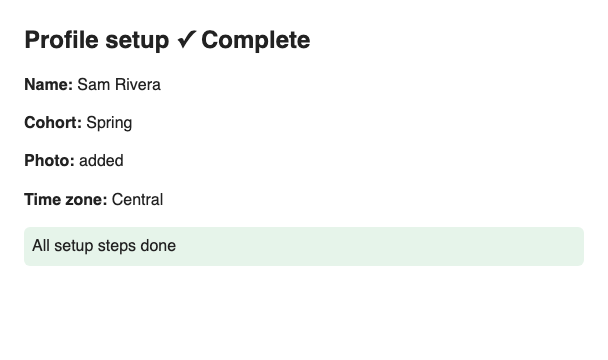 Profile setup ✓ Complete
Name: Sam Rivera
Cohort: Spring
Photo: added
Time zone: Central
All setup steps done